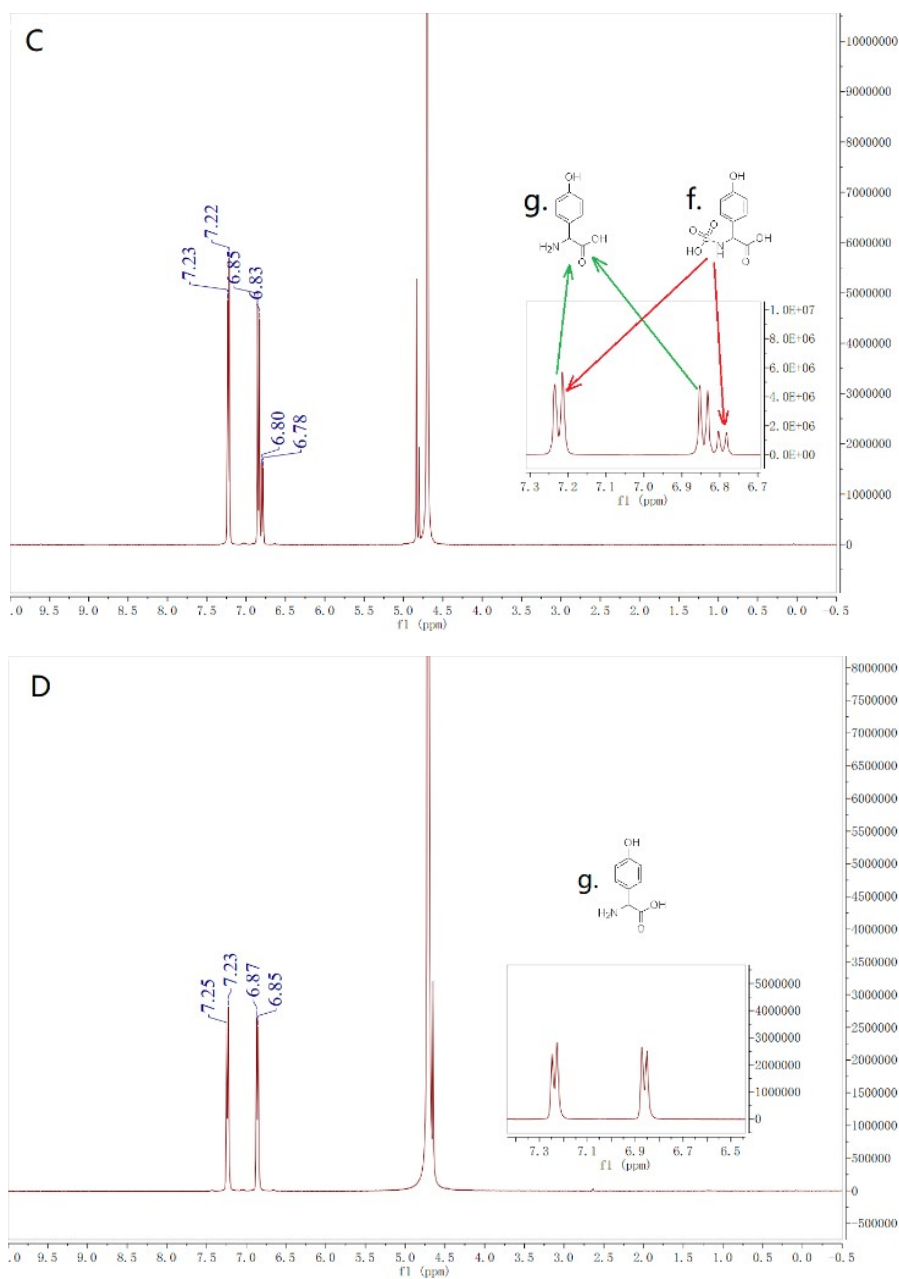 C
10000000
9000000
8000000
7000000
6000000
5000000
4000000
3000000
2000000
1000000
0
7.23
7.22
6.85
6.83
6.80
6.78
g.
OH
H₂N
OH
O
f.
OH
O
S
O
HO
N
H
OH
O
1.0E+07
8.0E+06
6.0E+06
4.0E+06
2.0E+06
0.0E+00
7.3 7.2 7.1 7.0 6.9 6.8 6.7
f1 (ppm)
.0 9.5 9.0 8.5 8.0 7.5 7.0 6.5 6.0 5.5 5.0 4.5 4.0 3.5 3.0 2.5 2.0 1.5 1.0 0.5 0.0 -0.5
f1 (ppm)
D
8000000
7500000
7000000
6500000
6000000
5500000
5000000
4500000
4000000
3500000
3000000
2500000
2000000
1500000
1000000
500000
0
-500000
7.25
7.23
6.87
6.85
g.
OH
H₂N
OH
O
5000000
4000000
3000000
2000000
1000000
0
7.3 7.1 6.9 6.7 6.5
f1 (ppm)
.0 9.5 9.0 8.5 8.0 7.5 7.0 6.5 6.0 5.5 5.0 4.5 4.0 3.5 3.0 2.5 2.0 1.5 1.0 0.5 0.0 -0.5
f1 (ppm)